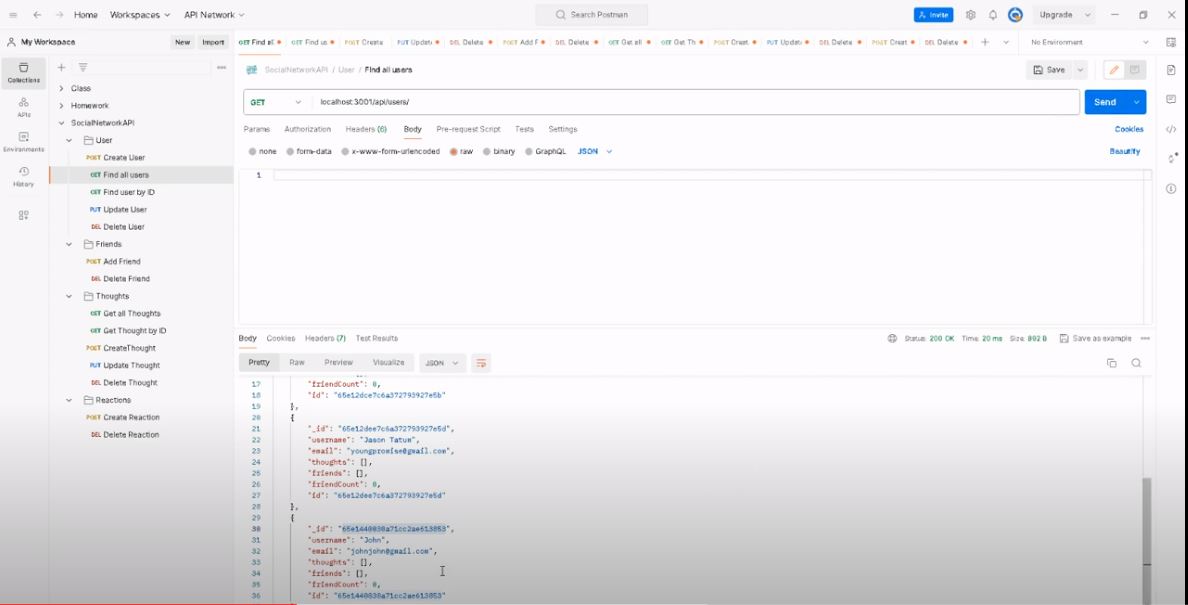 Home Workspaces API Network Search Postman Invite Upgrade
My Workspace New Import GET Find al GET Find us POST Create PUT Updat DEL Delete POST Add F DEL Delete GET Get all GET Get Th POST Creat PUT Updat DEL Delete POST Creat DEL Delete No Environment
Collections
APIs
Environments
History
Class
Homework
SocialNetworkAPI
User
POST Create User
GET Find all users
GET Find user by ID
PUT Update User
DEL Delete User
Friends
POST Add Friend
DEL Delete Friend
Thoughts
GET Get all Thoughts
GET Get Thought by ID
POST CreateThought
PUT Update Thought
DEL Delete Thought
Reactions
POST Create Reaction
DEL Delete Reaction
SocialNetworkAPI / User / Find all users Save
GET localhost:3001/api/users/ Send
Params Authorization Headers (6) Body Pre-request Script Tests Settings Cookies
none form-data x-www-form-urlencoded raw binary GraphQL JSON Beautify
1
Body Cookies Headers (7) Test Results Status: 200 OK Time: 20 ms Size: 892 B Save as example
Pretty Raw Preview Visualize JSON
17 "friendCount": 0,
18 "id": "65e12dce7c6a372793927e5b"
19 },
20 {
21 "_id": "65e12dee7c6a372793927e5d",
22 "username": "Jason Tatum",
23 "email": "youngpromise@gmail.com",
24 "thoughts": [],
25 "friends": [],
26 "friendCount": 0,
27 "id": "65e12dee7c6a372793927e5d"
28 },
29 {
30 "_id": "65e1440830a71cc2ae613853",
31 "username": "John",
32 "email": "johnjohn@gmail.com",
33 "thoughts": [],
34 "friends": [],
35 "friendCount": 0,
36 "id": "65e1440830a71cc2ae613853"